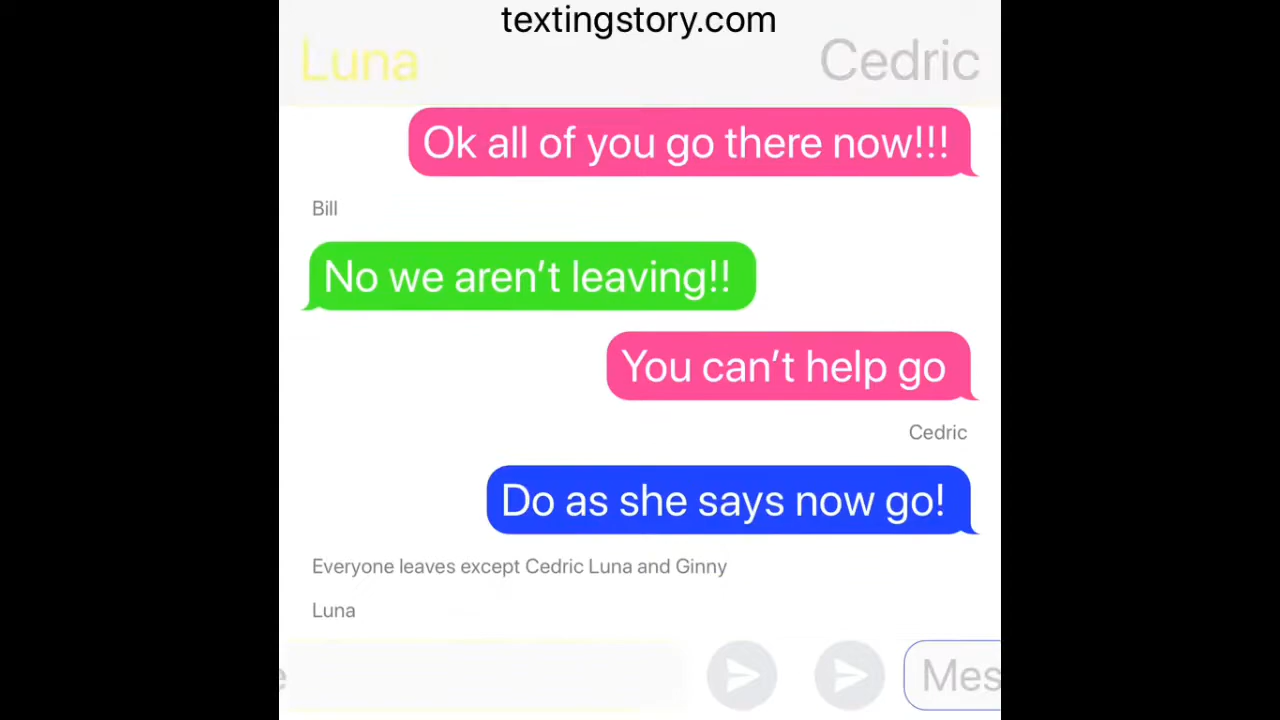 textingstory.com
Luna Cedric
Ok all of you go there now!!!
Bill
No we aren't leaving!!
You can't help go
Cedric
Do as she says now go!
Everyone leaves except Cedric Luna and Ginny
Luna
e Mes